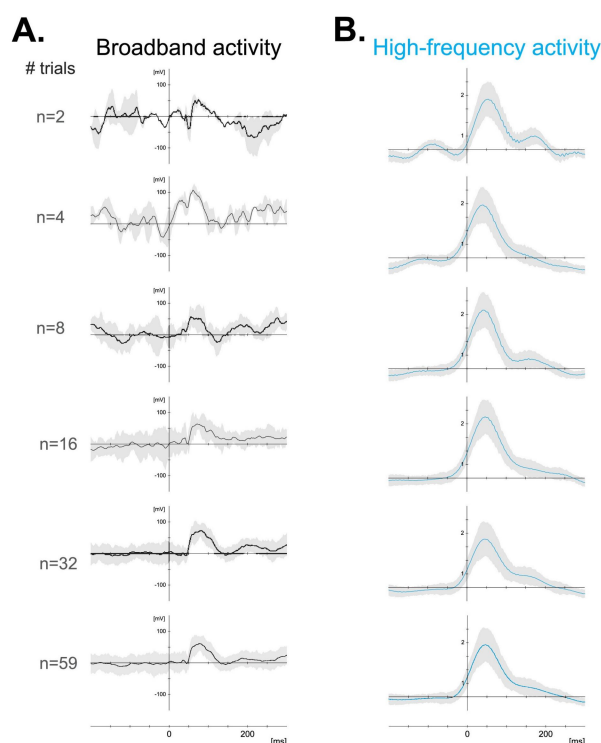 A. B.
Broadband activity High-frequency activity
# trials
[mV]
n=2 100 2
1
-100
[mV]
n=4 100 2
1
-100
[mV]
n=8 100 2
1
-100
[mV]
n=16 100 2
1
-100
[mV]
n=32 100 2
1
-100
[mV]
n=59 100 2
1
-100
0 200 0 200
[ms] [ms]